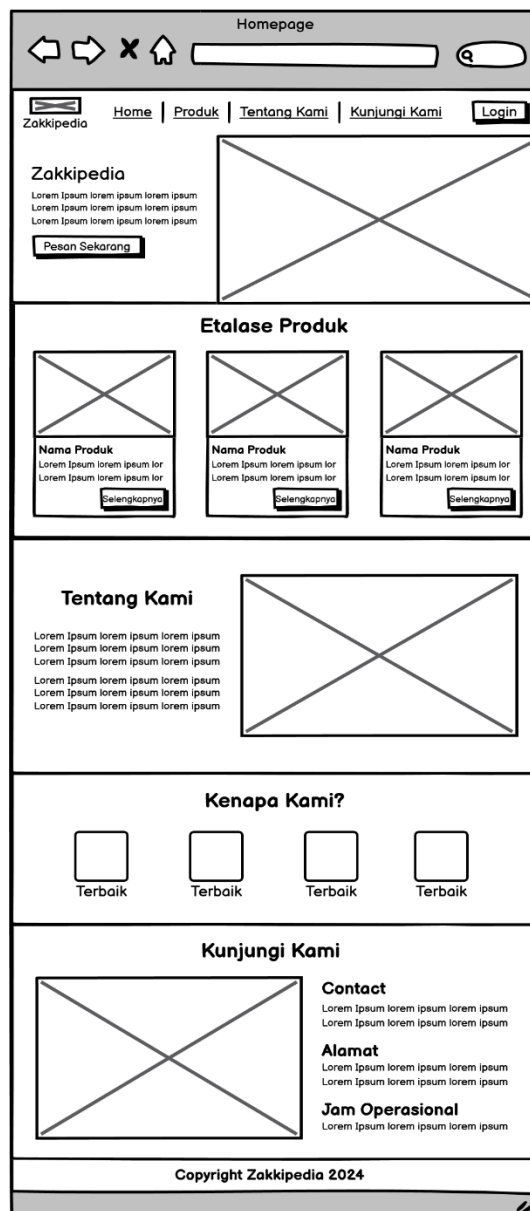 Homepage
Zakkipedia
Home | Produk | Tentang Kami | Kunjungi Kami
Login
Zakkipedia
Lorem Ipsum lorem ipsum lorem ipsum
Lorem Ipsum lorem ipsum lorem ipsum
Lorem Ipsum lorem ipsum lorem ipsum
Pesan Sekarang
Etalase Produk
Nama Produk
Lorem Ipsum lorem ipsum lor
Lorem Ipsum lorem ipsum lor
Selengkapnya
Nama Produk
Lorem Ipsum lorem ipsum lor
Lorem Ipsum lorem ipsum lor
Selengkapnya
Nama Produk
Lorem Ipsum lorem ipsum lor
Lorem Ipsum lorem ipsum lor
Selengkapnya
Tentang Kami
Lorem Ipsum lorem ipsum lorem ipsum
Lorem Ipsum lorem ipsum lorem ipsum
Lorem Ipsum lorem ipsum lorem ipsum
Lorem Ipsum lorem ipsum lorem ipsum
Lorem Ipsum lorem ipsum lorem ipsum
Lorem Ipsum lorem ipsum lorem ipsum
Kenapa Kami?
Terbaik
Terbaik
Terbaik
Terbaik
Kunjungi Kami
Contact
Lorem Ipsum lorem ipsum lorem ipsum
Lorem Ipsum lorem ipsum lorem ipsum
Alamat
Lorem Ipsum lorem ipsum lorem ipsum
Lorem Ipsum lorem ipsum lorem ipsum
Jam Operasional
Lorem Ipsum lorem ipsum lorem ipsum
Copyright Zakkipedia 2024